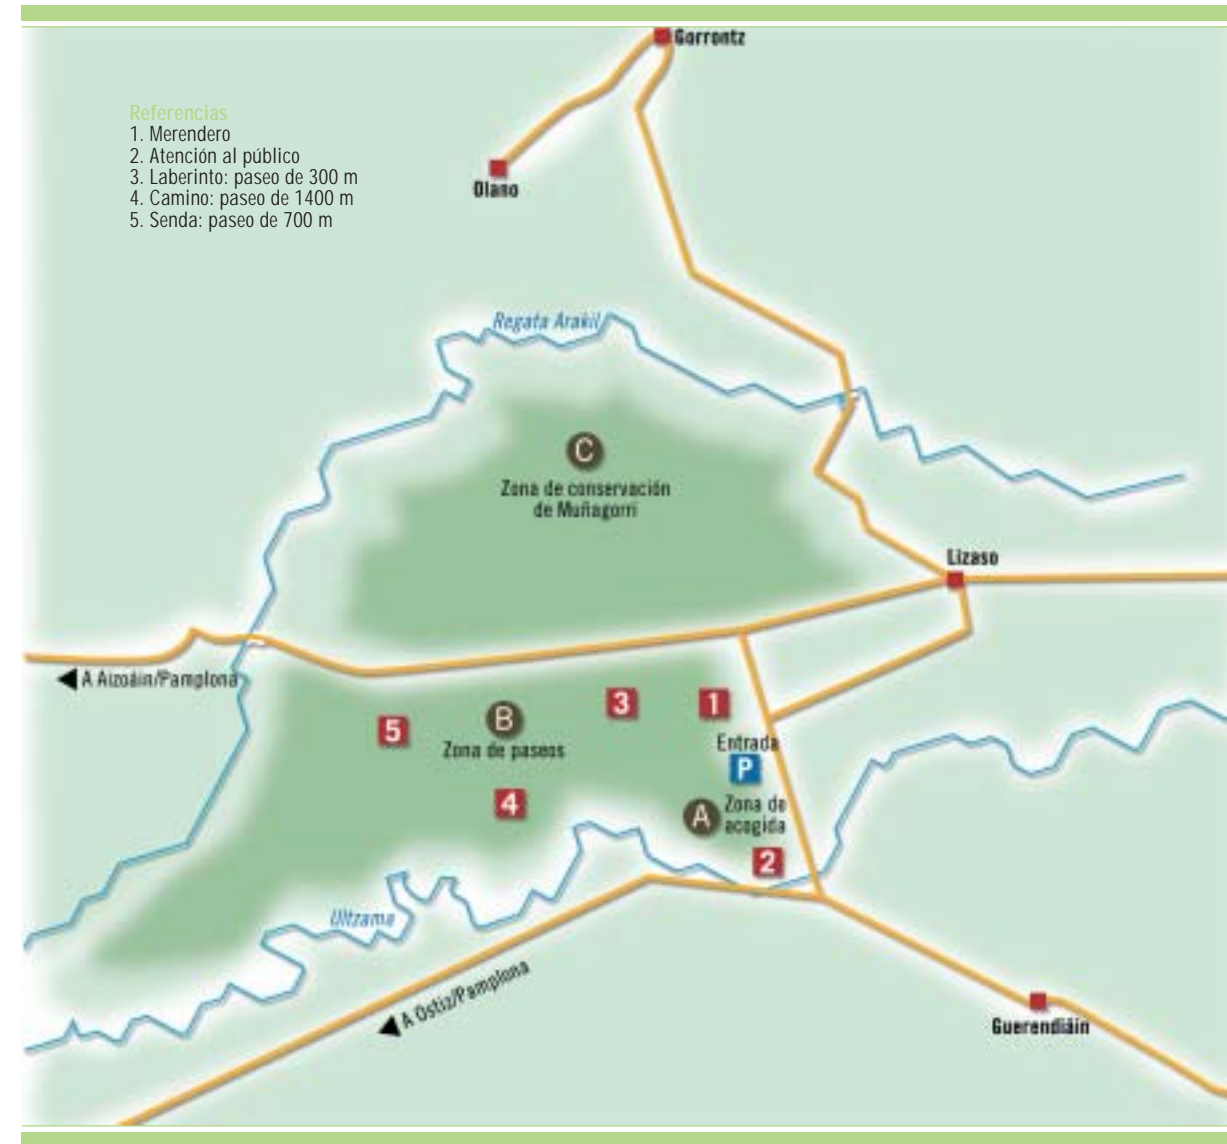 Gorrontz
Referencias
1. Merendero
2. Atención al público
3. Laberinto: paseo de 300 m
4. Camino: paseo de 1400 m
5. Senda: paseo de 700 m
Olano
Regata Arakil
C
Zona de conservación
de Muñagorri
Lizaso
A Aizoáin/Pamplona
5
B
Zona de paseos
3
1
Entrada
P
4
A
Zona de
acogida
2
Ultzama
A Ostiz/Pamplona
Guerendiáin